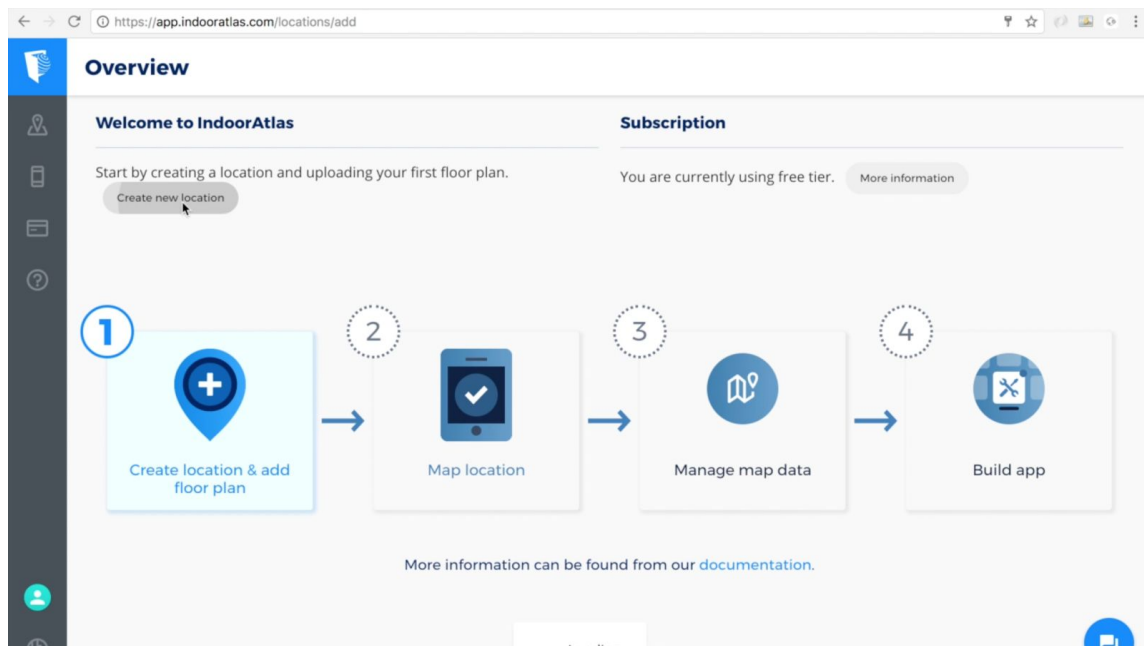 https://app.indooratlas.com/locations/add
Overview
Welcome to IndoorAtlas
Start by creating a location and uploading your first floor plan.
Create new location
Subscription
You are currently using free tier.
More information
1
Create location & add
floor plan
2
Map location
3
Manage map data
4
Build app
More information can be found from our documentation.